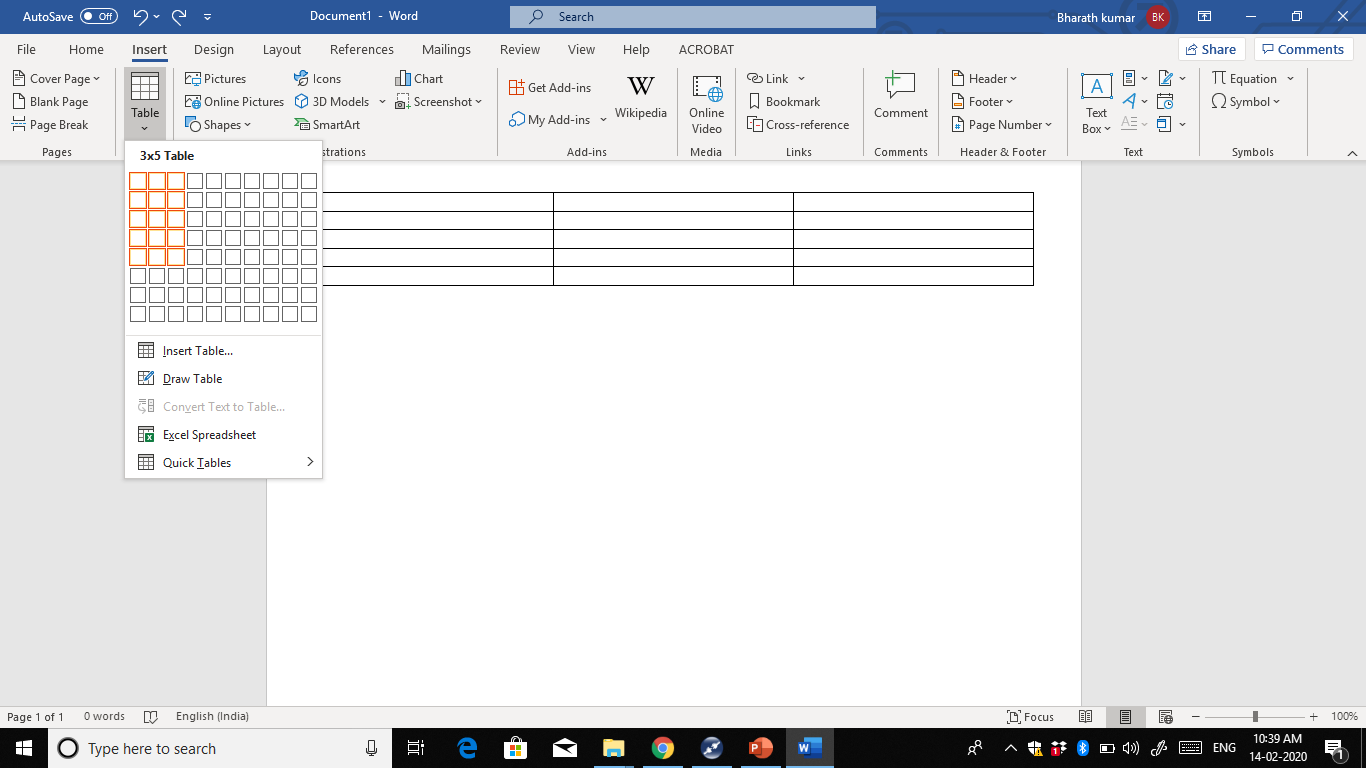 AutoSave Off Document1 - Word Search Bharath kumar BK
File Home Insert Design Layout References Mailings Review View Help ACROBAT Share Comments
Cover Page
Blank Page
Page Break
Pages
Table
Pictures
Online Pictures
Shapes
Icons
3D Models
SmartArt
Chart
Screenshot
strations
Get Add-ins
My Add-ins
W
Wikipedia
Add-ins
Online
Video
Media
Link
Bookmark
Cross-reference
Links
Comment
Comments
Header
Footer
Page Number
Header & Footer
A
Text
Box
A
A
Text
Equation
Symbol
Symbols
3x5 Table
Insert Table...
Draw Table
Convert Text to Table...
Excel Spreadsheet
Quick Tables
Page 1 of 1 0 words English (India) Focus 100%
Type here to search
ENG
10:39 AM
14-02-2020
1